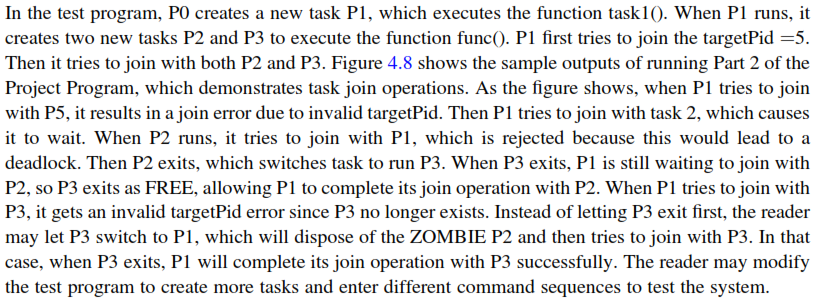 In the test program, P0 creates a new task P1, which executes the function task1(). When P1 runs, it
creates two new tasks P2 and P3 to execute the function func(). P1 first tries to join the targetPid =5.
Then it tries to join with both P2 and P3. Figure 4.8 shows the sample outputs of running Part 2 of the
Project Program, which demonstrates task join operations. As the figure shows, when P1 tries to join
with P5, it results in a join error due to invalid targetPid. Then P1 tries to join with task 2, which causes
it to wait. When P2 runs, it tries to join with P1, which is rejected because this would lead to a
deadlock. Then P2 exits, which switches task to run P3. When P3 exits, P1 is still waiting to join with
P2, so P3 exits as FREE, allowing P1 to complete its join operation with P2. When P1 tries to join with
P3, it gets an invalid targetPid error since P3 no longer exists. Instead of letting P3 exit first, the reader
may let P3 switch to P1, which will dispose of the ZOMBIE P2 and then tries to join with P3. In that
case, when P3 exits, P1 will complete its join operation with P3 successfully. The reader may modify
the test program to create more tasks and enter different command sequences to test the system.